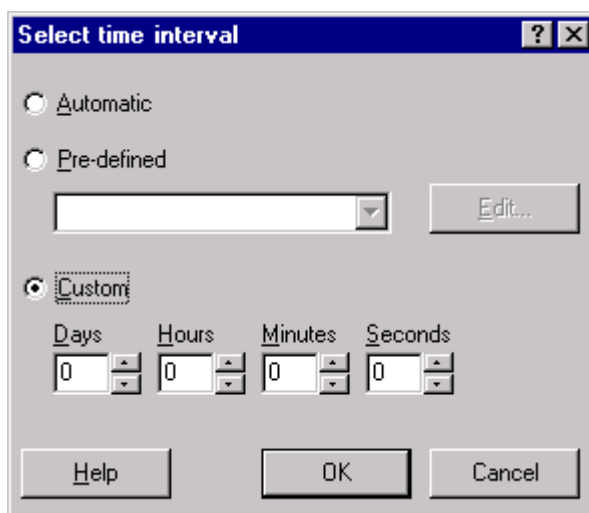 Select time interval
Automatic
Pre-defined
Edit...
Custom
Days Hours Minutes Seconds
0 0 0 0
Help OK Cancel